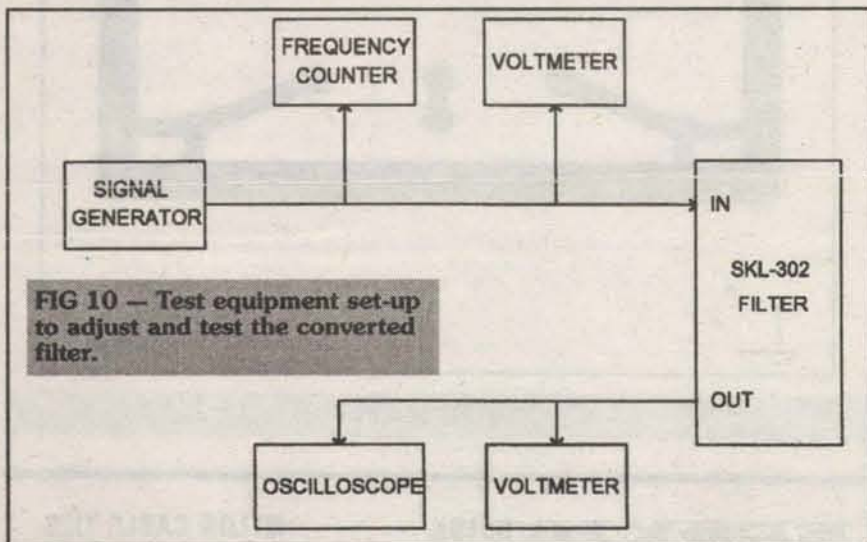 FREQUENCY
COUNTER
VOLTMETER
SIGNAL
GENERATOR
IN
SKL-302
FILTER
FIG 10 — Test equipment set-up
to adjust and test the converted
filter.
OUT
OSCILLOSCOPE
VOLTMETER